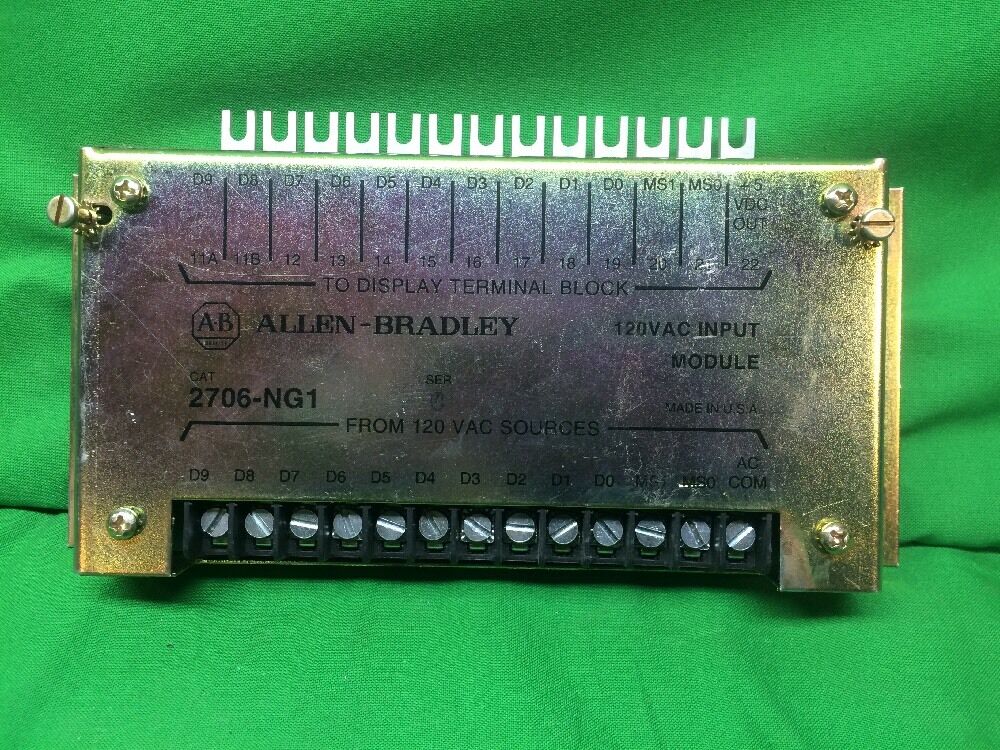 D9 D8 D7 D6 D5 D4 D3 D2 D1 D0 MS1 MS0 +5
VDC
OUT
11A 11B 12 13 14 15 16 17 18 19 20 21 22
TO DISPLAY TERMINAL BLOCK
A-B ALLEN-BRADLEY 120VAC INPUT
MODULE
CAT SER
2706-NG1
MADE IN U.S.A.
FROM 120 VAC SOURCES
AC
D9 D8 D7 D6 D5 D4 D3 D2 D1 D0 MS1 MS0 COM